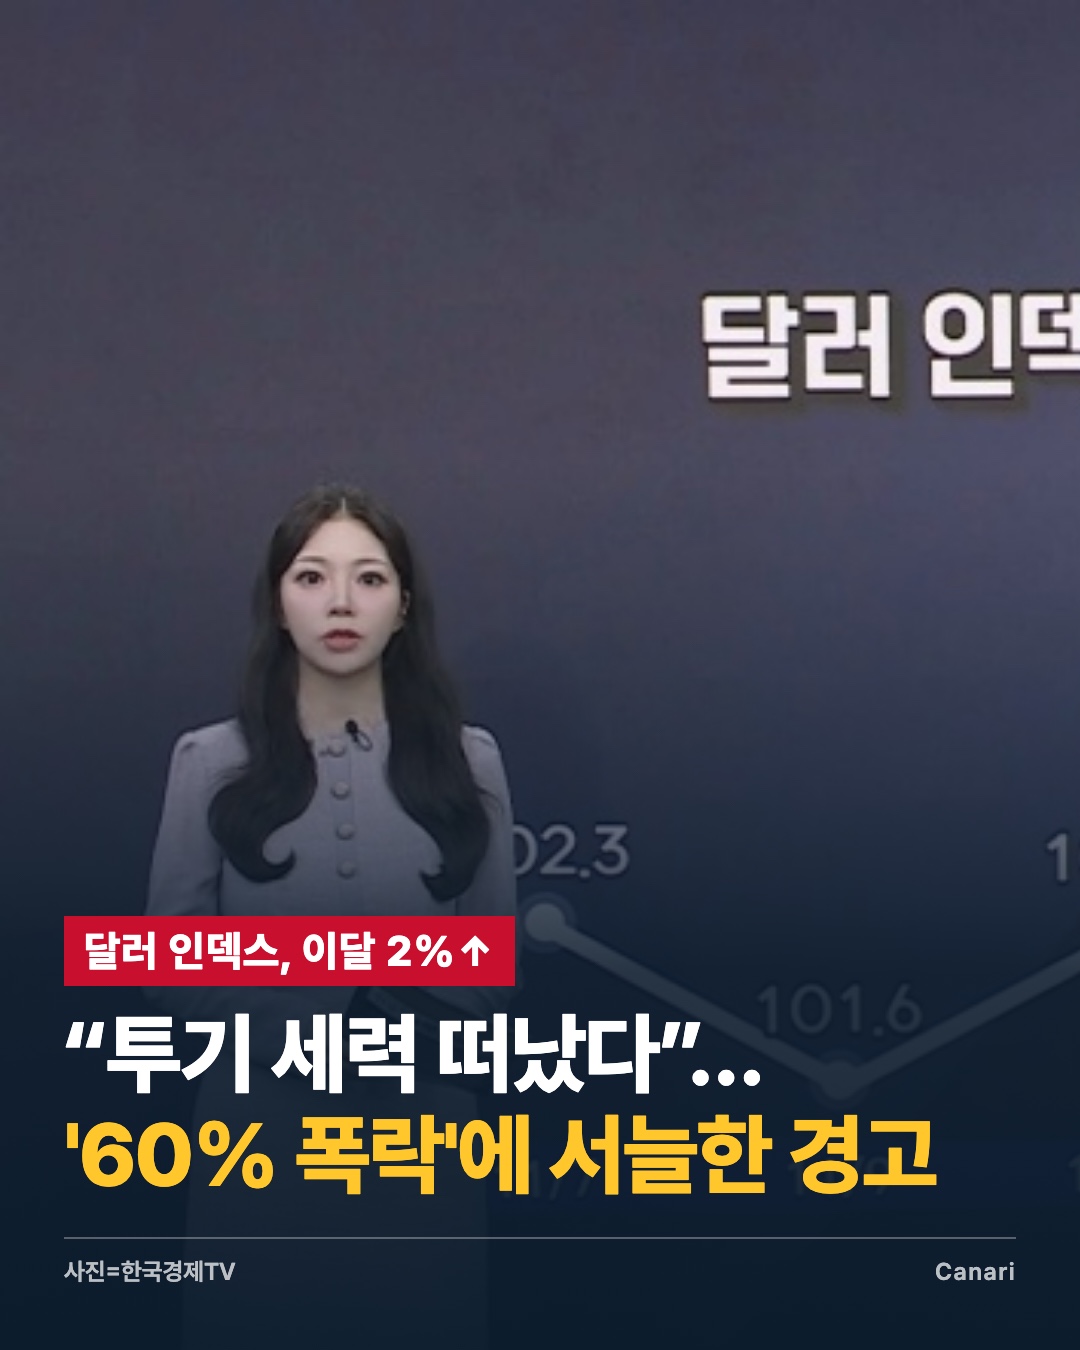 달러 인덱
02.3
1
101.6
달러 인덱스, 이달 2%↑
“투기 세력 떠났다”...
'60% 폭락'에 서늘한 경고
사진=한국경제TV
Canari